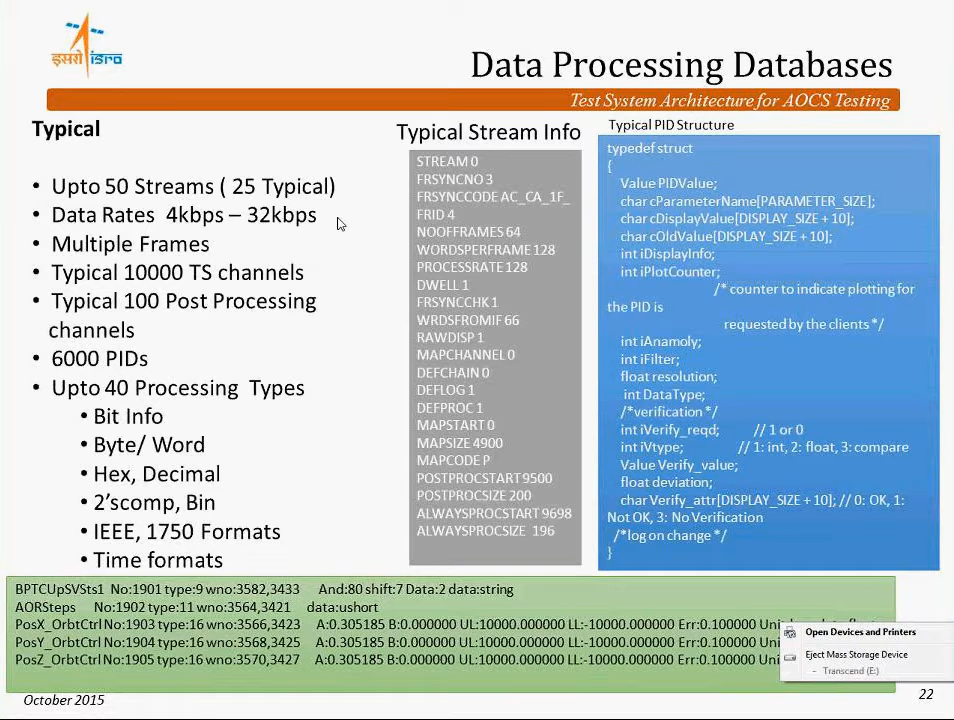 इसरो isro
Data Processing Databases
Test System Architecture for AOCS Testing
Typical
• Upto 50 Streams ( 25 Typical)
• Data Rates 4kbps – 32kbps
• Multiple Frames
• Typical 10000 TS channels
• Typical 100 Post Processing
channels
• 6000 PIDs
• Upto 40 Processing Types
• Bit Info
• Byte/ Word
• Hex, Decimal
• 2'scomp, Bin
• IEEE, 1750 Formats
• Time formats
Typical Stream Info
STREAM 0
FRSYNCNO 3
FRSYNCCODE AC_CA_1F_
FRID 4
NOOFFRAMES 64
WORDSPERFRAME 128
PROCESSRATE 128
DWELL 1
FRSYNCCHK 1
WRDSFROMIF 66
RAWDISP 1
MAPCHANNEL 0
DEFCHAIN 0
DEFLOG 1
DEFPROC 1
MAPSTART 0
MAPSIZE 4900
MAPCODE P
POSTPROCSTART 9500
POSTPROCSIZE 200
ALWAYSPROCSTART 9698
ALWAYSPROCSIZE 196
Typical PID Structure
typedef struct
{
Value PIDValue;
char cParameterName[PARAMETER_SIZE];
char cDisplayValue[DISPLAY_SIZE + 10];
char cOldValue[DISPLAY_SIZE + 10];
int iDisplayInfo;
int iPlotCounter;
/* counter to indicate plotting for
the PID is
requested by the clients */
int iAnamoly;
int iFilter;
float resolution;
int DataType;
/*verification */
int iVerify_reqd; // 1 or 0
int iVtype; // 1: int, 2: float, 3: compare
Value Verify_value;
float deviation;
char Verify_attr[DISPLAY_SIZE + 10]; // 0: OK, 1:
Not OK, 3: No Verification
/*log on change */
}
BPTCUpSVSts1 No:1901 type:9 wno:3582,3433 And:80 shift:7 Data:2 data:string
AORSteps No:1902 type:11 wno:3564,3421 data:ushort
PosX_OrbtCtrl No:1903 type:16 wno:3566,3423 A:0.305185 B:0.000000 UL:10000.000000 LL:-10000.000000 Err:0.100000
PosY_OrbtCtrl No:1904 type:16 wno:3568,3425 A:0.305185 B:0.000000 UL:10000.000000 LL:-10000.000000 Err:0.100000 Uni
PosZ_OrbtCtrl No:1905 type:16 wno:3570,3427 A:0.305185 B:0.000000 UL:10000.000000 LL:-10000.000000 Err:0.100000 Uni
Open Devices and Printers
Eject Mass Storage Device
- Transcend (E:)
October 2015
22